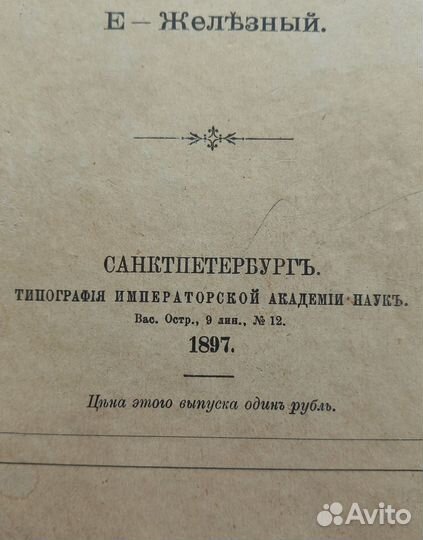 Е — Желѣзный.
САНКТПЕТЕРБУРГЪ.
ТИПОГРАФІЯ ИМПЕРАТОРСКОЙ АКАДЕМІИ НАУКЪ.
Вас. Остр., 9 лин., № 12.
1897.
Цѣна этого выпуска одинъ рубль.
Avito